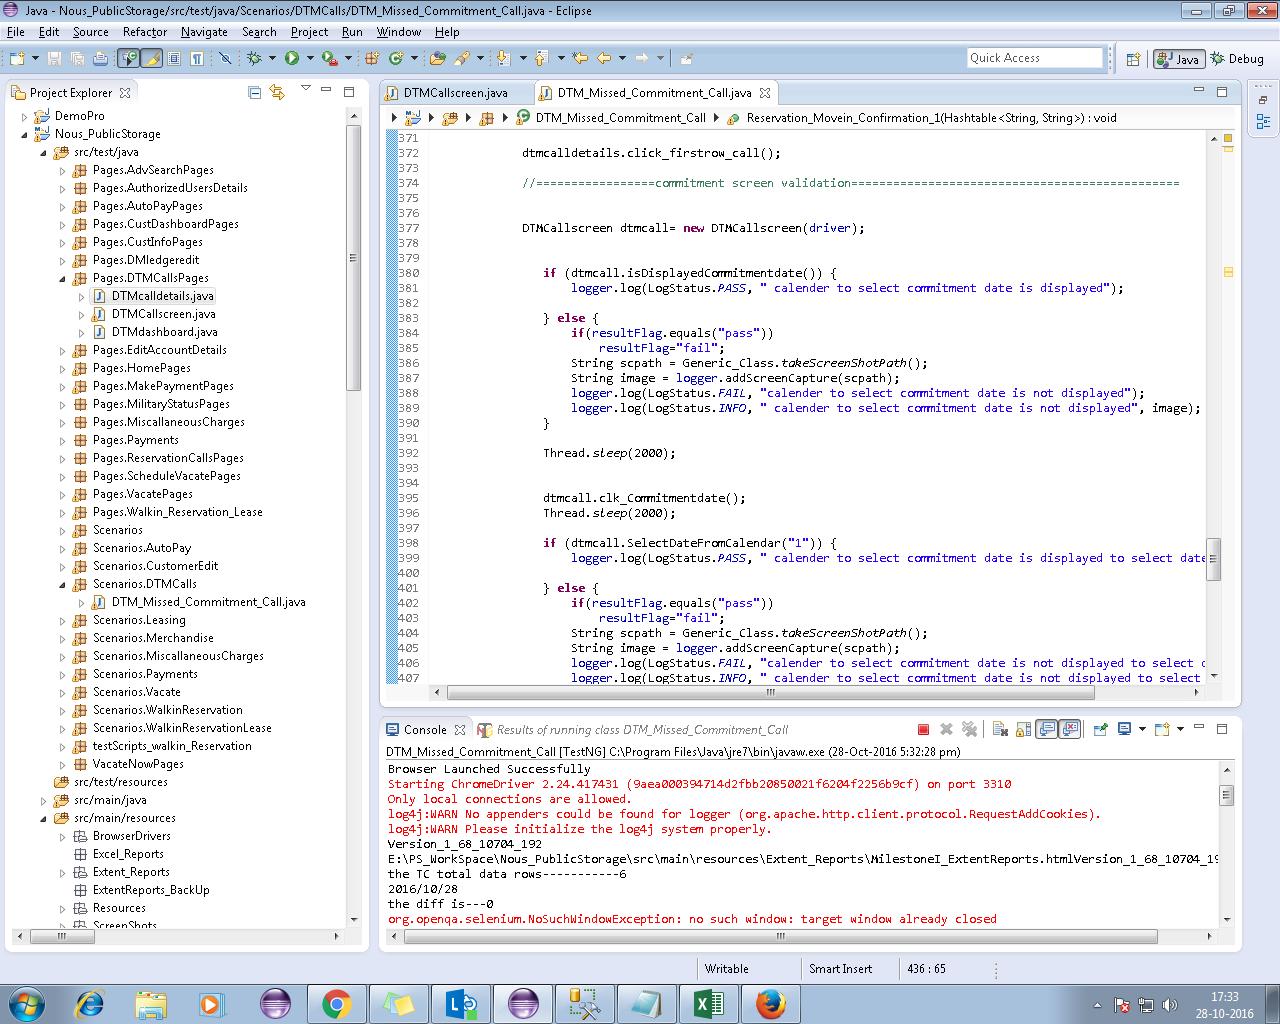 Java - Nous_PublicStorage/src/test/java/Scenarios/DTMCalls/DTM_Missed_Commitment_Call.java - Eclipse
File Edit Source Refactor Navigate Search Project Run Window Help
Quick Access
Java
Debug
Project Explorer
DemoPro
Nous_PublicStorage
src/test/java
Pages.AdvSearchPages
Pages.AuthorizedUsersDetails
Pages.AutoPayPages
Pages.CustDashboardPages
Pages.CustInfoPages
Pages.DMledgeredit
Pages.DTMCallsPages
DTMcalldetails.java
DTMCallscreen.java
DTMdashboard.java
Pages.EditAccountDetails
Pages.HomePages
Pages.MakePaymentPages
Pages.MilitaryStatusPages
Pages.MiscallaneousCharges
Pages.Payments
Pages.ReservationCallsPages
Pages.ScheduleVacatePages
Pages.VacatePages
Pages.Walkin_Reservation_Lease
Scenarios
Scenarios.AutoPay
Scenarios.CustomerEdit
Scenarios.DTMCalls
DTM_Missed_Commitment_Call.java
Scenarios.Leasing
Scenarios.Merchandise
Scenarios.MiscallaneousCharges
Scenarios.Payments
Scenarios.Vacate
Scenarios.WalkinReservation
Scenarios.WalkinReservationLease
testScripts_walkin_Reservation
VacateNowPages
src/test/resources
src/main/java
src/main/resources
BrowserDrivers
Excel_Reports
Extent_Reports
ExtentReports_BackUp
Resources
ScreenShots
DTMCallscreen.java
DTM_Missed_Commitment_Call.java
DTM_Missed_Commitment_Call
Reservation_Movein_Confirmation_1(Hashtable<String, String>) : void
371
372 dtmcalldetails.click_firstrow_call();
373
374 //=================commitment screen validation===============================================
375
376
377 DTMCallscreen dtmcall= new DTMCallscreen(driver);
378
379
380 if (dtmcall.isDisplayedCommitmentdate()) {
381 logger.log(LogStatus.PASS, " calender to select commitment date is displayed");
382
383 } else {
384 if(resultFlag.equals("pass"))
385 resultFlag="fail";
386 String scpath = Generic_Class.takeScreenShotPath();
387 String image = logger.addScreenCapture(scpath);
388 logger.log(LogStatus.FAIL, "calender to select commitment date is not displayed");
389 logger.log(LogStatus.INFO, " calender to select commitment date is not displayed", image);
390 }
391
392 Thread.sleep(2000);
393
394
395 dtmcall.clk_Commitmentdate();
396 Thread.sleep(2000);
397
398 if (dtmcall.SelectDateFromCalendar("1")) {
399 logger.log(LogStatus.PASS, " calender to select commitment date is displayed to select date
400
401 } else {
402 if(resultFlag.equals("pass"))
403 resultFlag="fail";
404 String scpath = Generic_Class.takeScreenShotPath();
405 String image = logger.addScreenCapture(scpath);
406 logger.log(LogStatus.FAIL, "calender to select commitment date is not displayed to select
407 logger.log(LogStatus.INFO, " calender to select commitment date is not displayed to select
Console
Results of running class DTM_Missed_Commitment_Call
DTM_Missed_Commitment_Call [TestNG] C:\Program Files\Java\jre7\bin\javaw.exe (28-Oct-2016 5:32:28 pm)
Browser Launched Successfully
Starting ChromeDriver 2.24.417431 (9aea000394714d2fbb20850021f6204f2256b9cf) on port 3310
Only local connections are allowed.
log4j:WARN No appenders could be found for logger (org.apache.http.client.protocol.RequestAddCookies).
log4j:WARN Please initialize the log4j system properly.
Version_1_68_10704_192
E:\PS_WorkSpace\Nous_PublicStorage\src\main\resources\Extent_Reports\MilestoneI_ExtentReports.htmlVersion_1_68_10704_19
the TC total data rows-----------6
2016/10/28
the diff is---0
org.openqa.selenium.NoSuchWindowException: no such window: target window already closed
Writable
Smart Insert
436 : 65
17:33
28-10-2016